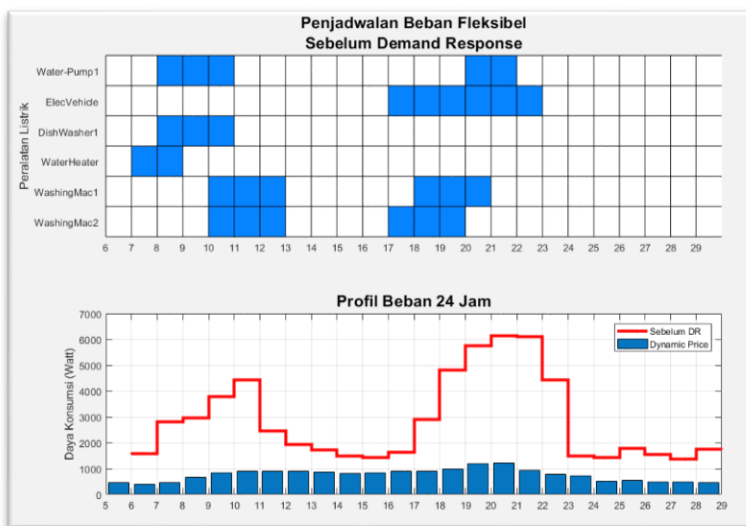 Penjadwalan Beban Fleksibel
Sebelum Demand Response
Peralatan Listrik
Water-Pump1
ElecVehicle
DishWasher1
WaterHeater
WashingMac1
WashingMac2
6 7 8 9 10 11 12 13 14 15 16 17 18 19 20 21 22 23 24 25 26 27 28 29
Profil Beban 24 Jam
Daya Konsumsi (Watt)
7000
6000
5000
4000
3000
2000
1000
0
Sebelum DR
Dynamic Price
5 6 7 8 9 10 11 12 13 14 15 16 17 18 19 20 21 22 23 24 25 26 27 28 29